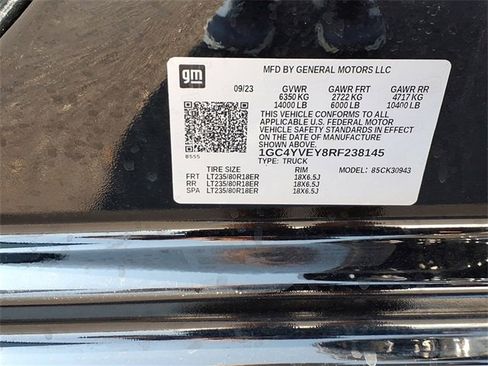 gm
MFD BY GENERAL MOTORS LLC
09/23 GVWR GAWR FRT GAWR RR
6350 KG 2722 KG 4717 KG
14000 LB 6000 LB 10400 LB
THIS VEHICLE CONFORMS TO ALL
APPLICABLE U.S. FEDERAL MOTOR
VEHICLE SAFETY STANDARDS IN EFFECT
ON THE DATE OF MANUFACTURE
SHOWN ABOVE.
1GC4YVEY8RF238145
8555 TYPE: TRUCK
TIRE SIZE RIM MODEL: 85CK30943
FRT LT235/80R18ER 18X6.5J
RR LT235/80R18ER 18X6.5J
SPA LT235/80R18ER 18X6.5J